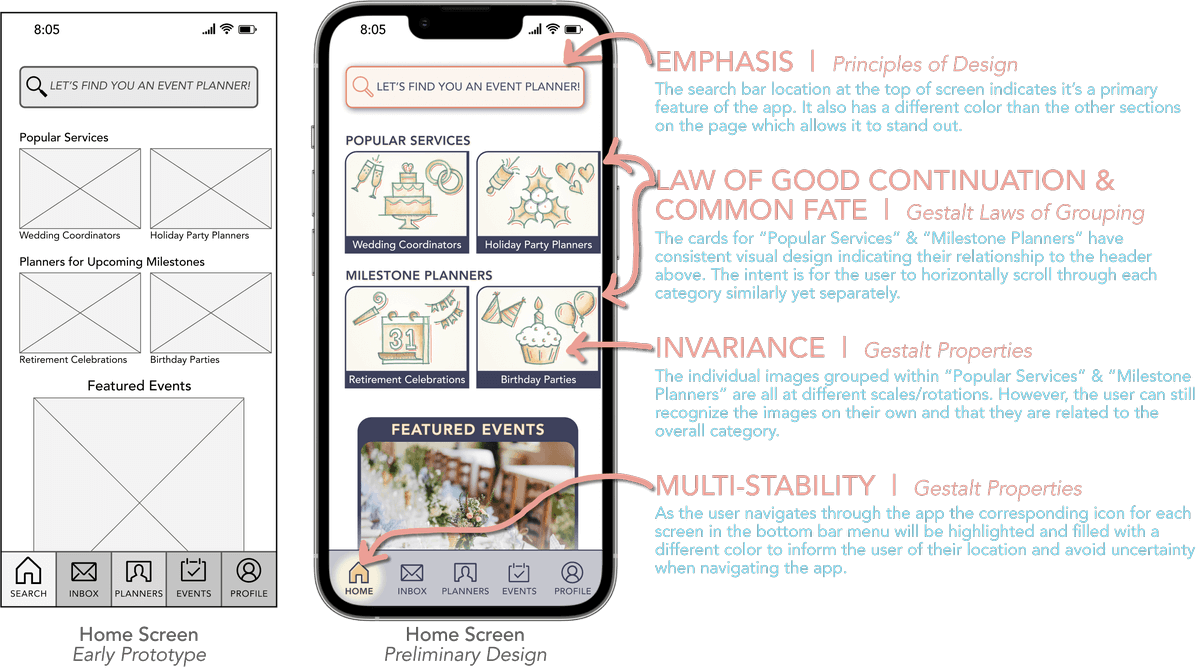 8:05
LET'S FIND YOU AN EVENT PLANNER!
Popular Services
Wedding Coordinators
Holiday Party Planners
Planners for Upcoming Milestones
Retirement Celebrations
Birthday Parties
Featured Events
SEARCH
INBOX
PLANNERS
EVENTS
PROFILE
Home Screen
Early Prototype
8:05
LET'S FIND YOU AN EVENT PLANNER!
POPULAR SERVICES
Wedding Coordinators
Holiday Party Planners
MILESTONE PLANNERS
31
Retirement Celebrations
Birthday Parties
FEATURED EVENTS
HOME
INBOX
PLANNERS
EVENTS
PROFILE
Home Screen
Preliminary Design
EMPHASIS | Principles of Design
The search bar location at the top of screen indicates it's a primary
feature of the app. It also has a different color than the other sections
on the page which allows it to stand out.
LAW OF GOOD CONTINUATION &
COMMON FATE | Gestalt Laws of Grouping
The cards for "Popular Services" & "Milestone Planners" have
consistent visual design indicating their relationship to the header
above. The intent is for the user to horizontally scroll through each
category similarly yet separately.
INVARIANCE | Gestalt Properties
The individual images grouped within "Popular Services" & "Milestone
Planners" are all at different scales/rotations. However, the user can still
recognize the images on their own and that they are related to the
overall category.
MULTI-STABILITY | Gestalt Properties
As the user navigates through the app the corresponding icon for each
screen in the bottom bar menu will be highlighted and filled with a
different color to inform the user of their location and avoid uncertainty
when navigating the app.